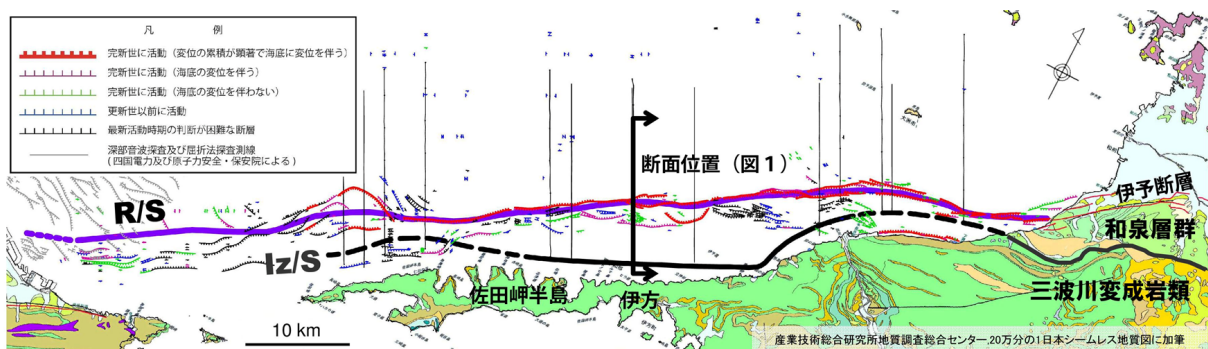 凡 例
完新世に活動（変位の累積が顕著で海底に変位を伴う）
完新世に活動（海底の変位を伴う）
完新世に活動（海底の変位を伴わない）
更新世以前に活動
最新活動時期の判断が困難な断層
深部音波探査及び屈折法探査測線
（四国電力及び原子力安全・保安院による）
断面位置（図１）
伊予断層
R/S
和泉層群
Iz/S
三波川変成岩類
佐田岬半島
伊方
10 km
産業技術総合研究所地質調査総合センター,20万分の1日本シームレス地質図に加筆